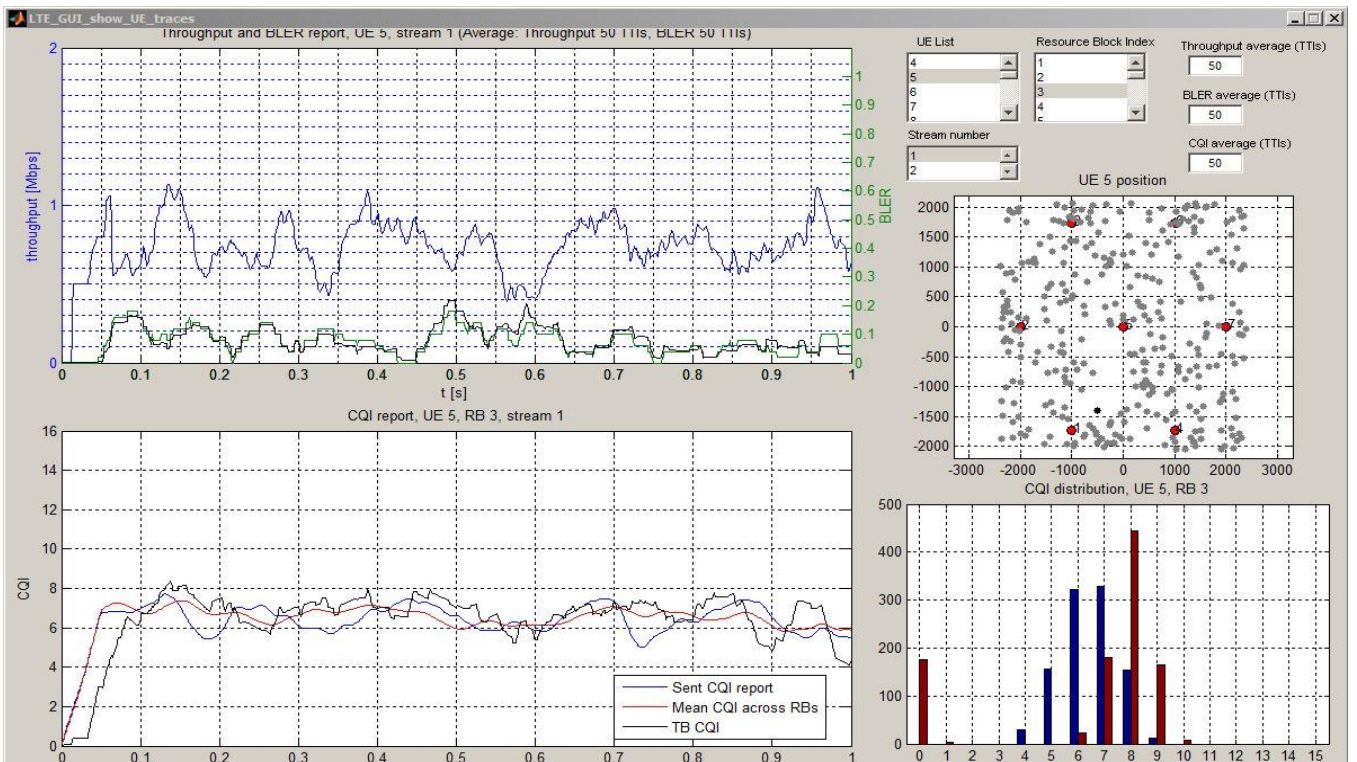 LTE_GUI_show_UE_traces
Throughput and BLER report, UE 5, stream 1 (Average: Throughput 50 TTIs, BLER 50 TTIs)
2
1
0
throughput [Mbps]
1
0.9
0.8
0.7
0.6
0.5
0.4
0.3
0.2
0.1
0
BLER
0 0.1 0.2 0.3 0.4 0.5 0.6 0.7 0.8 0.9 1
t [s]
UE List
4
5
6
7
Resource Block Index
1
2
3
4
Stream number
1
2
Throughput average (TTIs)
50
BLER average (TTIs)
50
CQI average (TTIs)
50
UE 5 position
2000
1500
1000
500
0
-500
-1000
-1500
-2000
1
4
-3000 -2000 -1000 0 1000 2000 3000
CQI report, UE 5, RB 3, stream 1
16
14
12
10
8
6
4
2
0
CQI
Sent CQI report
Mean CQI across RBs
TB CQI
0 0.1 0.2 0.3 0.4 0.5 0.6 0.7 0.8 0.9 1
CQI distribution, UE 5, RB 3
500
400
300
200
100
0
0 1 2 3 4 5 6 7 8 9 10 11 12 13 14 15